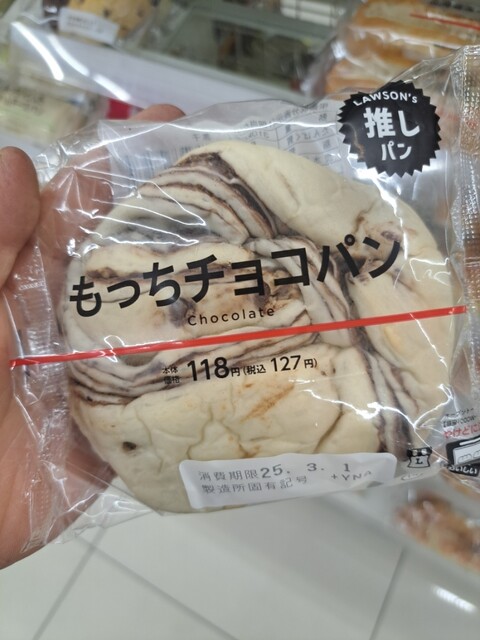 LAWSON's
推し
パン
もっちチョコパン
Chocolate
本体
価格 118円(税込 127円)
消費期限 25. 3. 1
製造所固有記号 +YNA